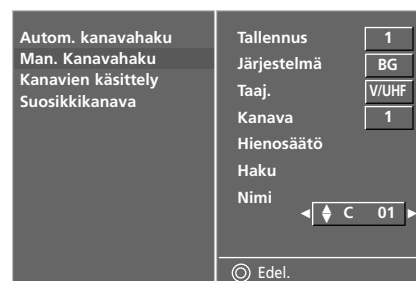 Autom. kanavahaku
Man. Kanavahaku
Kanavien käsittely
Suosikkikanava
Tallennus 1
Järjestelmä BG
Taaj. V/UHF
Kanava 1
Hienosäätö
Haku
Nimi
C 01
Edel.